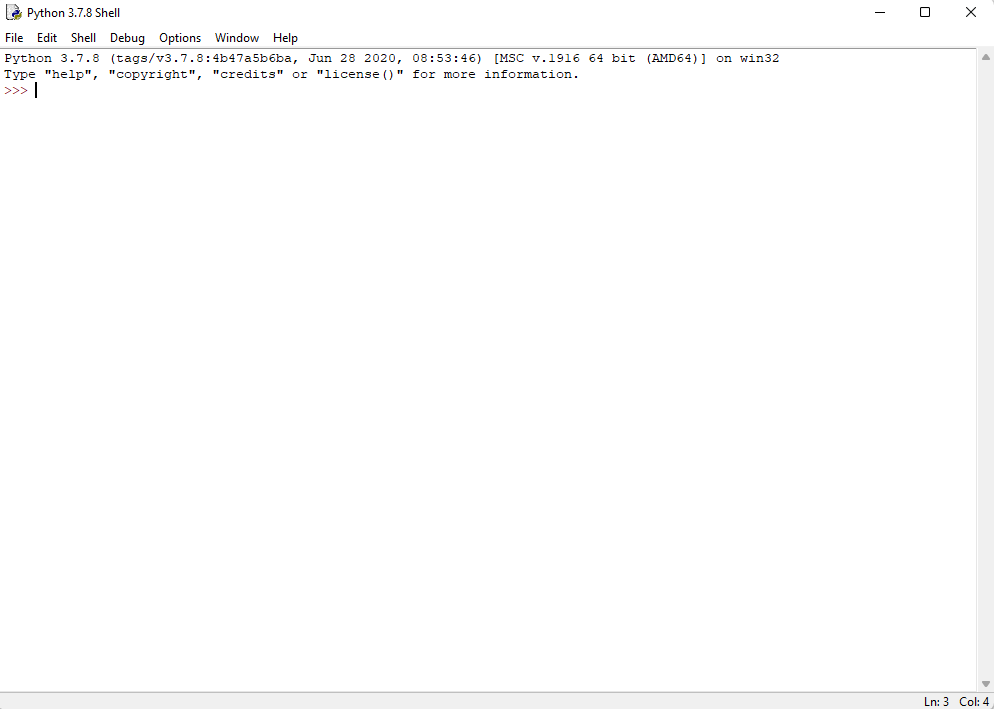 Python 3.7.8 Shell
File Edit Shell Debug Options Window Help
Python 3.7.8 (tags/v3.7.8:4b47a5b6ba, Jun 28 2020, 08:53:46) [MSC v.1916 64 bit (AMD64)] on win32
Type "help", "copyright", "credits" or "license()" for more information.
>>>
Ln: 3 Col: 4